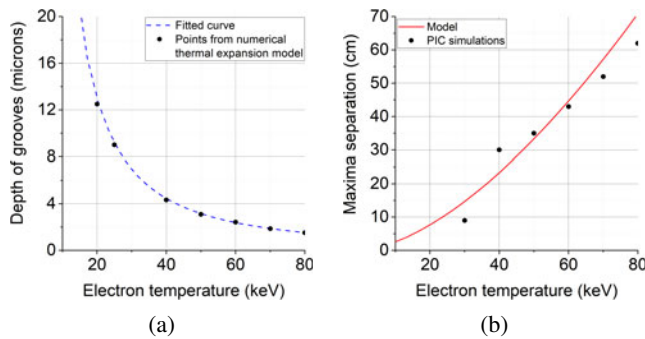 Depth of grooves (microns)
20
16
12
8
4
0
Fitted curve
Points from numerical
thermal expansion model
20
40
60
80
Electron temperature (keV)
(a)
Maxima separation (cm)
70
60
50
40
30
20
10
0
Model
PIC simulations
20
40
60
80
Electron temperature (keV)
(b)